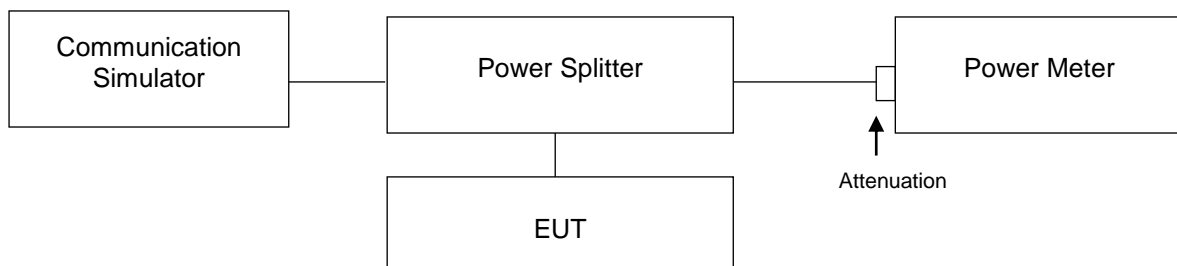 Communication
Simulator
Power Splitter
Power Meter
Attenuation
EUT